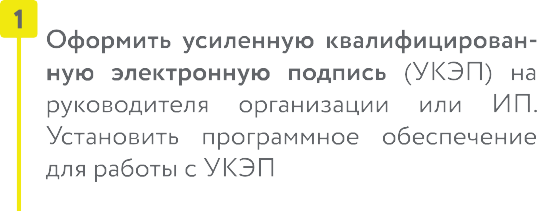 1
Оформить усиленную квалифицирован-
ную электронную подпись (УКЭП) на
руководителя организации или ИП.
Установить программное обеспечение
для работы с УКЭП